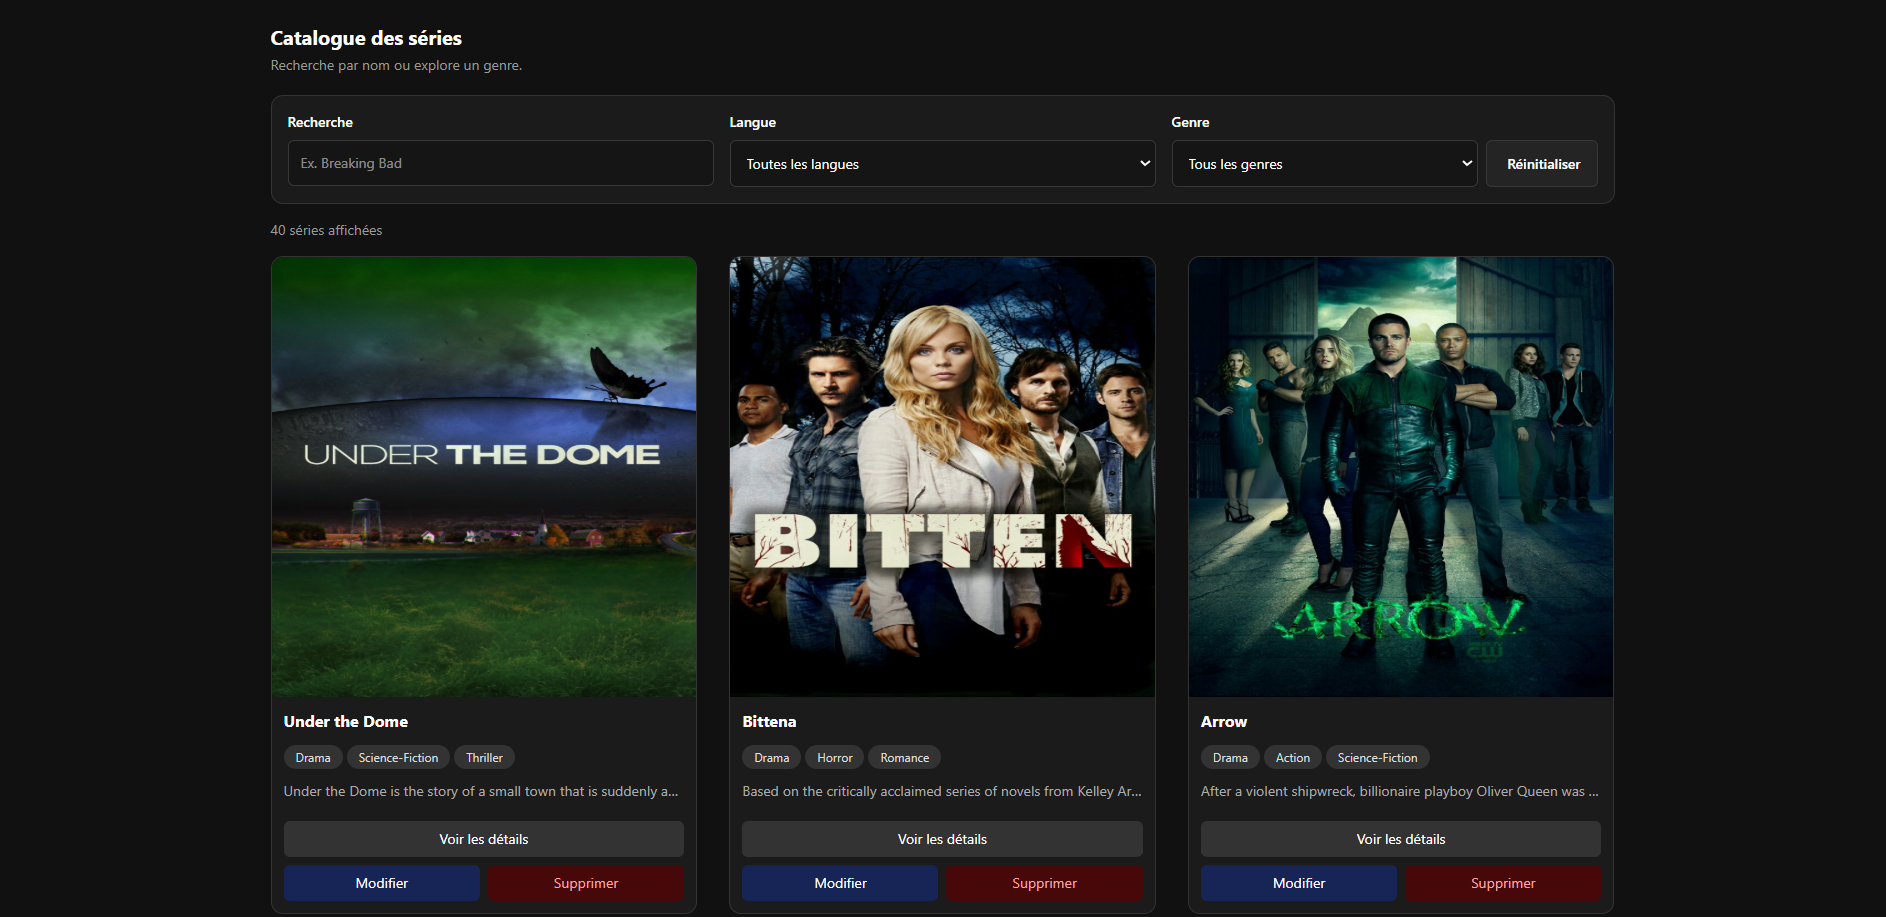 Catalogue des séries
Recherche par nom ou explore un genre.
Recherche
Langue
Genre
Ex. Breaking Bad
Toutes les langues
Tous les genres
Réinitialiser
40 séries affichées
UNDER THE DOME
BITTEN
ARROW
CW
Under the Dome
Drama
Science-Fiction
Thriller
Under the Dome is the story of a small town that is suddenly a...
Voir les détails
Modifier
Supprimer
Bittena
Drama
Horror
Romance
Based on the critically acclaimed series of novels from Kelley Ar...
Voir les détails
Modifier
Supprimer
Arrow
Drama
Action
Science-Fiction
After a violent shipwreck, billionaire playboy Oliver Queen was ...
Voir les détails
Modifier
Supprimer